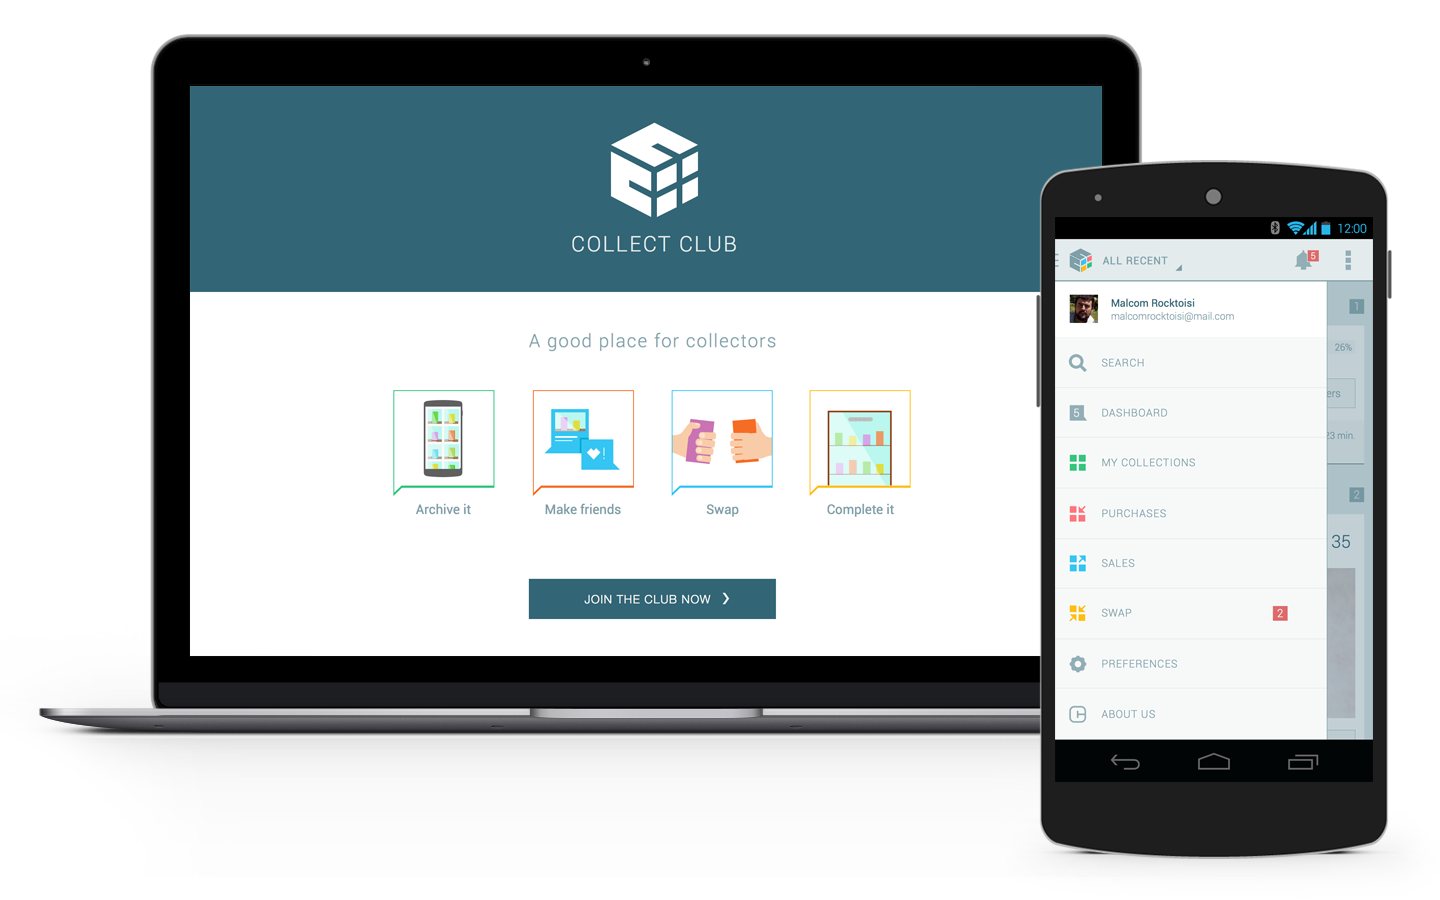 COLLECT CLUB
A good place for collectors
Archive it
Make friends
Swap
Complete it
JOIN THE CLUB NOW
12:00
ALL RECENT
5
Malcom Rocktoisi
malcomrocktoisi@mail.com
SEARCH
5 DASHBOARD
MY COLLECTIONS
PURCHASES
SALES
SWAP 2
PREFERENCES
ABOUT US
1
26%
23 min.
2
35